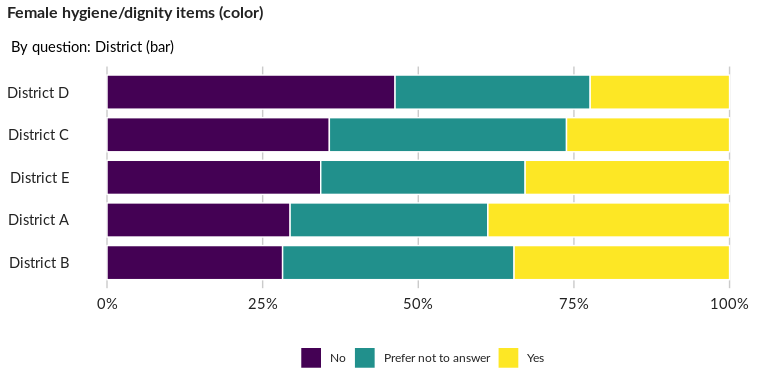 Female hygiene/dignity items (color)
By question: District (bar)
District D
District C
District E
District A
District B
0% 25% 50% 75% 100%
No Prefer not to answer Yes